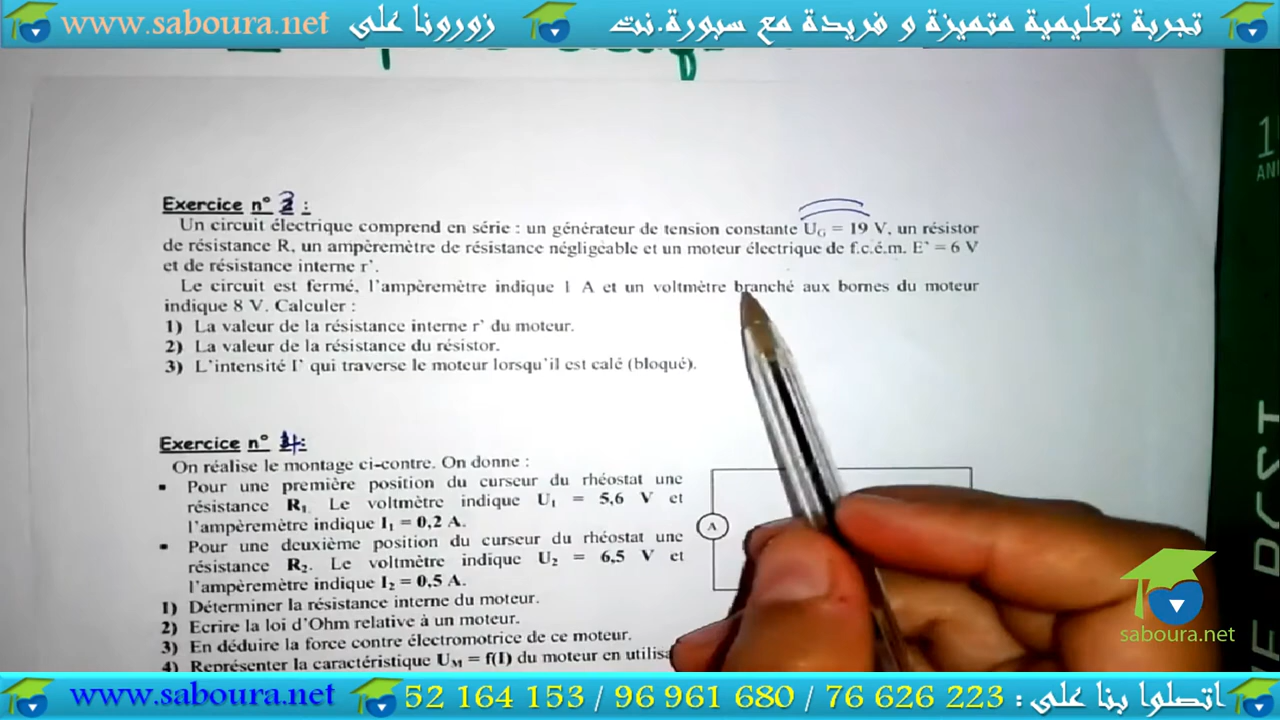 www.saboura.net زورونا على تجربة تعليمية متميزة و فريدة مع سبورة.نت
Exercice n° 3 :
Un circuit électrique comprend en série : un générateur de tension constante UG = 19 V, un résistor
de résistance R, un ampèremètre de résistance négligeable et un moteur électrique de f.c.é.m. E' = 6 V
et de résistance interne r'.
Le circuit est fermé, l'ampèremètre indique 1 A et un voltmètre branché aux bornes du moteur
indique 8 V. Calculer :
1) La valeur de la résistance interne r' du moteur.
2) La valeur de la résistance du résistor.
3) L'intensité I' qui traverse le moteur lorsqu'il est calé (bloqué).
Exercice n° 4:
On réalise le montage ci-contre. On donne :
▪ Pour une première position du curseur du rhéostat une
résistance R1. Le voltmètre indique U1 = 5,6 V et
l'ampèremètre indique I1 = 0,2 A.
▪ Pour une deuxième position du curseur du rhéostat une
résistance R2. Le voltmètre indique U2 = 6,5 V et
l'ampèremètre indique I2 = 0,5 A.
1) Déterminer la résistance interne du moteur.
2) Ecrire la loi d'Ohm relative à un moteur.
3) En déduire la force contre électromotrice de ce moteur.
4) Représenter la caractéristique UM = f(I) du moteur en utilisa
A
saboura.net
www.saboura.net 52 164 153 / 96 961 680 / 76 626 223 : اتصلوا بنا على